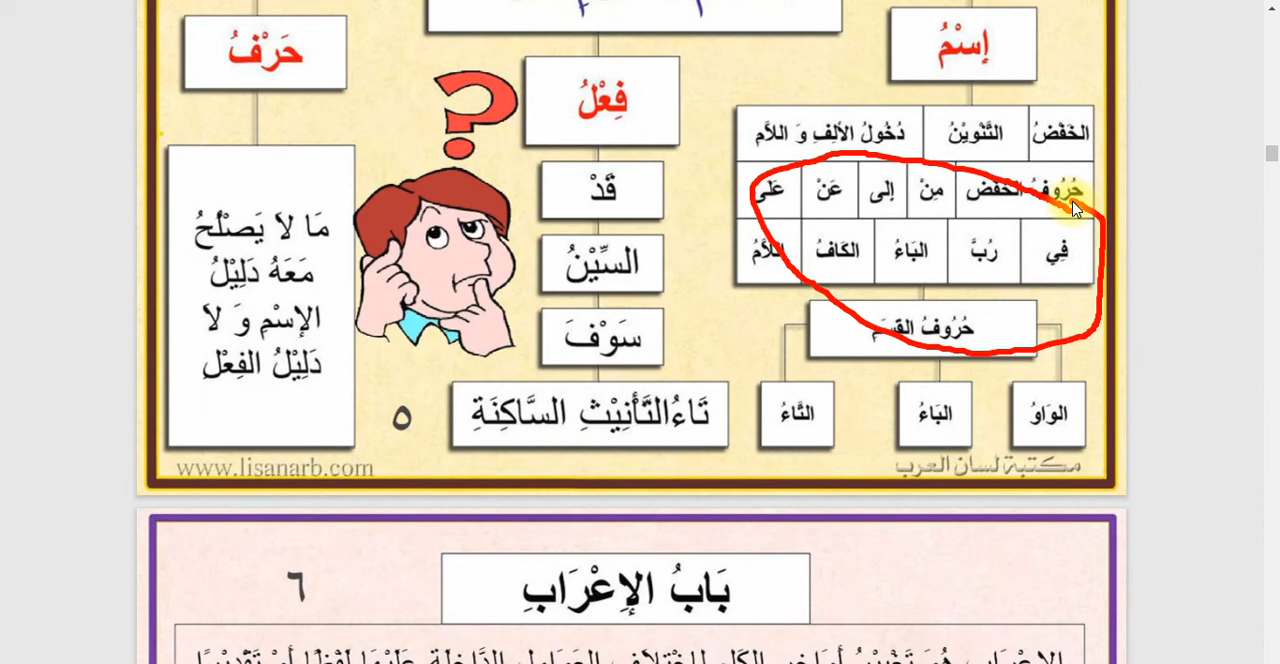 إسْمُ
فِعْلُ
حَرْفُ
الخَفْضُ التَّنْوِيْنُ دُخُولُ الألِفِ وَ اللاَّمِ
حُرُوفُ الخَفْضِ مِنْ إلى عَنْ عَلَى
فِي رُبَّ البَاءُ الكَافُ اللاَّمُ
حُرُوفُ القَسَمِ
الوَاوُ البَاءُ التَّاءُ
قَدْ
السِّيْنُ
سَوْفَ
تَاءُالتَّأْنِيْثِ السَّاكِنَةِ
مَا لاَ يَصْلُحُ
مَعَهُ دَلِيْلُ
الإسْمِ وَ لاَ
دَلِيْلُ الفِعْلِ
?
٥
مكتبة لسان العرب
www.lisanarb.com
بَابُ الإِعْرَابِ
٦